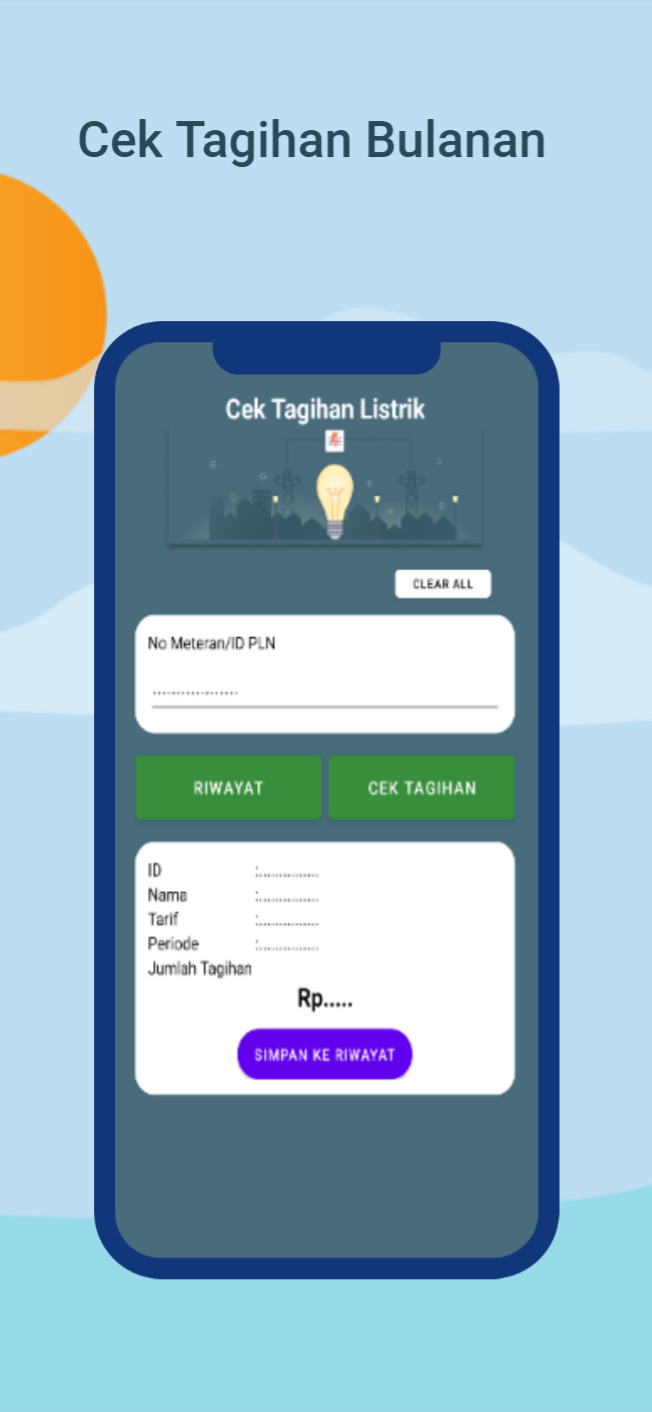 Cek Tagihan Bulanan
Cek Tagihan Listrik
CLEAR ALL
No Meteran/ID PLN
...................
RIWAYAT
CEK TAGIHAN
ID :..................
Nama :..................
Tarif :..................
Periode :..................
Jumlah Tagihan
Rp.....
SIMPAN KE RIWAYAT